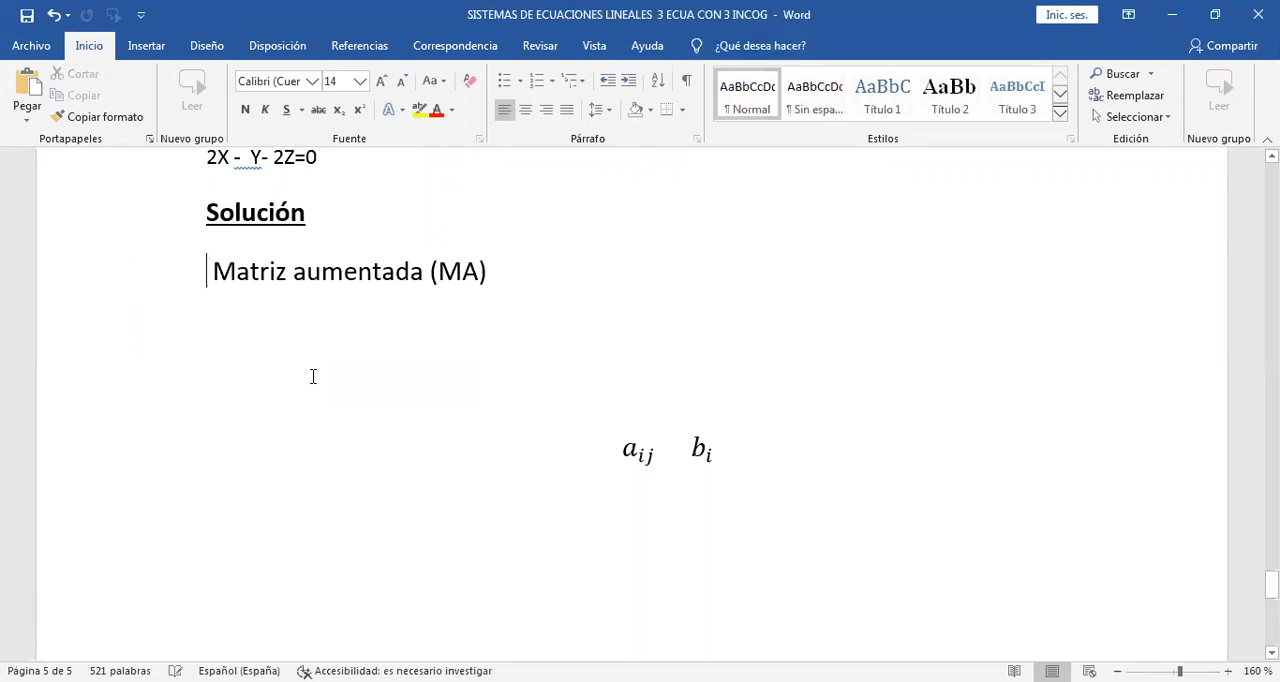 SISTEMAS DE ECUACIONES LINEALES 3 ECUA CON 3 INCOG - Word
Inic. ses.
Archivo Inicio Insertar Diseño Disposición Referencias Correspondencia Revisar Vista Ayuda ¿Qué desea hacer? Compartir
Pegar
Cortar
Copiar
Copiar formato
Portapapeles
Leer
Nuevo grupo
Calibri (Cuer 14
N K S abc x₂ x²
Fuente
Párrafo
AaBbCcDc ¶ Normal
AaBbCcDc ¶ Sin espa...
AaBbC Título 1
AaBb Título 2
AaBbCcI Título 3
Estilos
Buscar
Reemplazar
Seleccionar
Edición
Leer
Nuevo grupo
2X - Y- 2Z=0
Solución
Matriz aumentada (MA)
aᵢⱼ bᵢ
Página 5 de 5 521 palabras Español (España) Accesibilidad: es necesario investigar 160 %